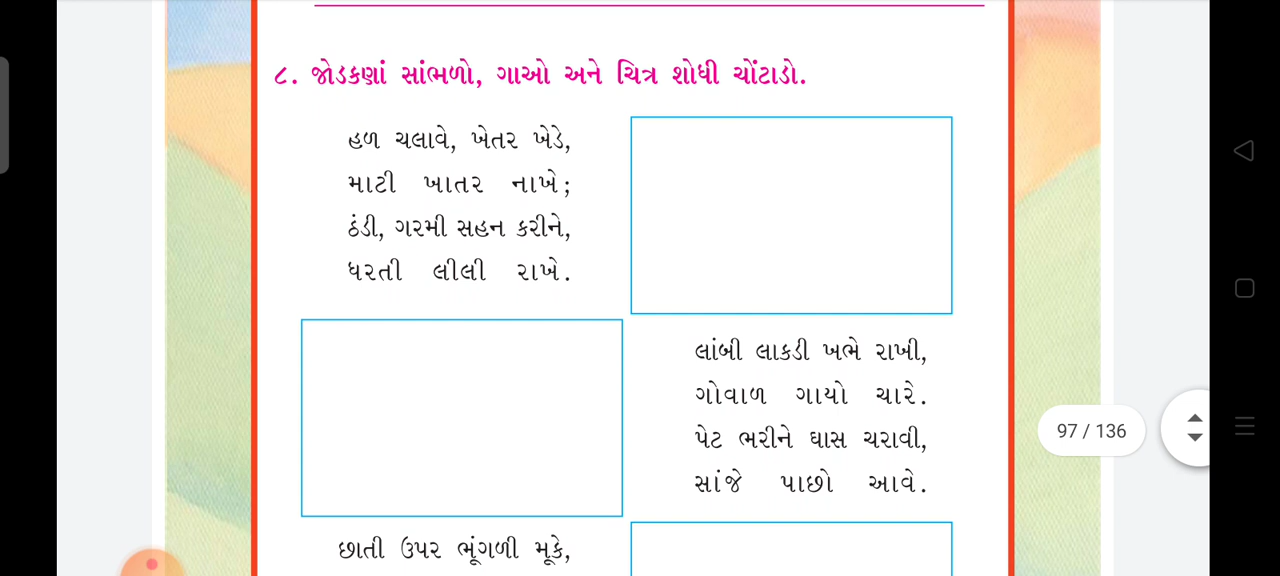 ૮. જોડકણાં સાંભળો, ગાઓ અને ચિત્ર શોધી ચોંટાડો.
હળ ચલાવે, ખેતર ખેડે,
માટી ખાતર નાખે;
ઠંડી, ગરમી સહન કરીને,
ધરતી લીલી રાખે.
લાંબી લાકડી ખભે રાખી,
ગોવાળ ગાયો ચારે.
પેટ ભરીને ઘાસ ચરાવી,
સાંજે પાછો આવે.
97 / 136
છાતી ઉપર ભૂંગળી મૂકે,